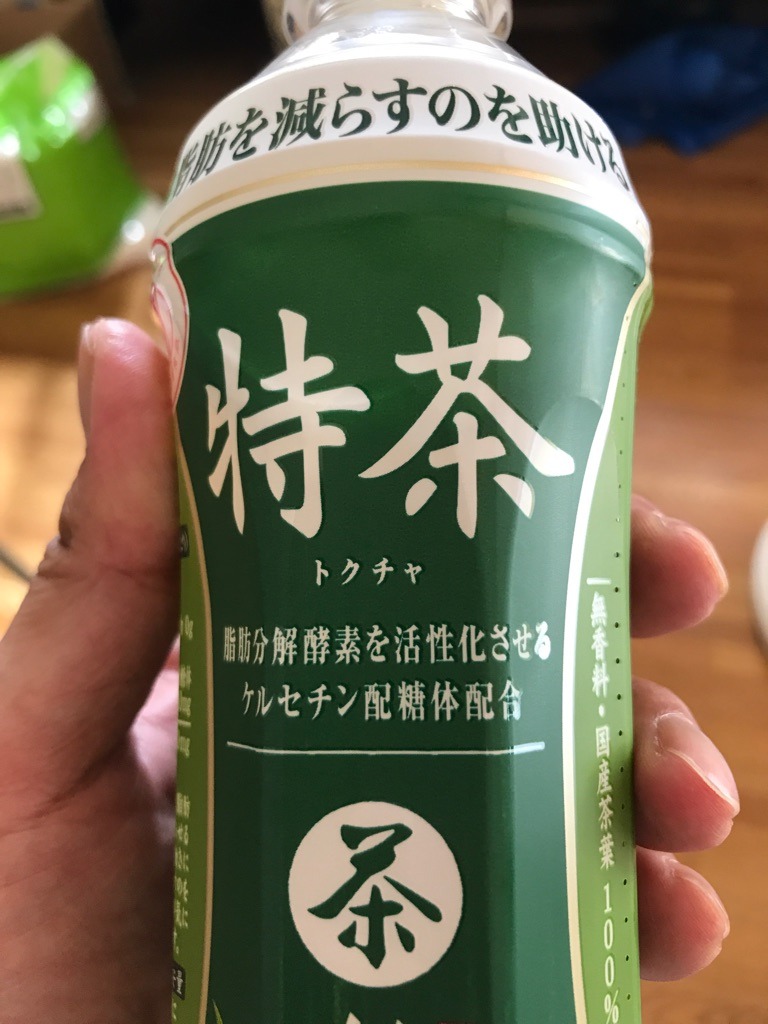 脂肪を減らすのを助ける
特茶
トクチャ
脂肪分解酵素を活性化させる
ケルセチン配糖体配合
茶
無香料・国産茶葉100%